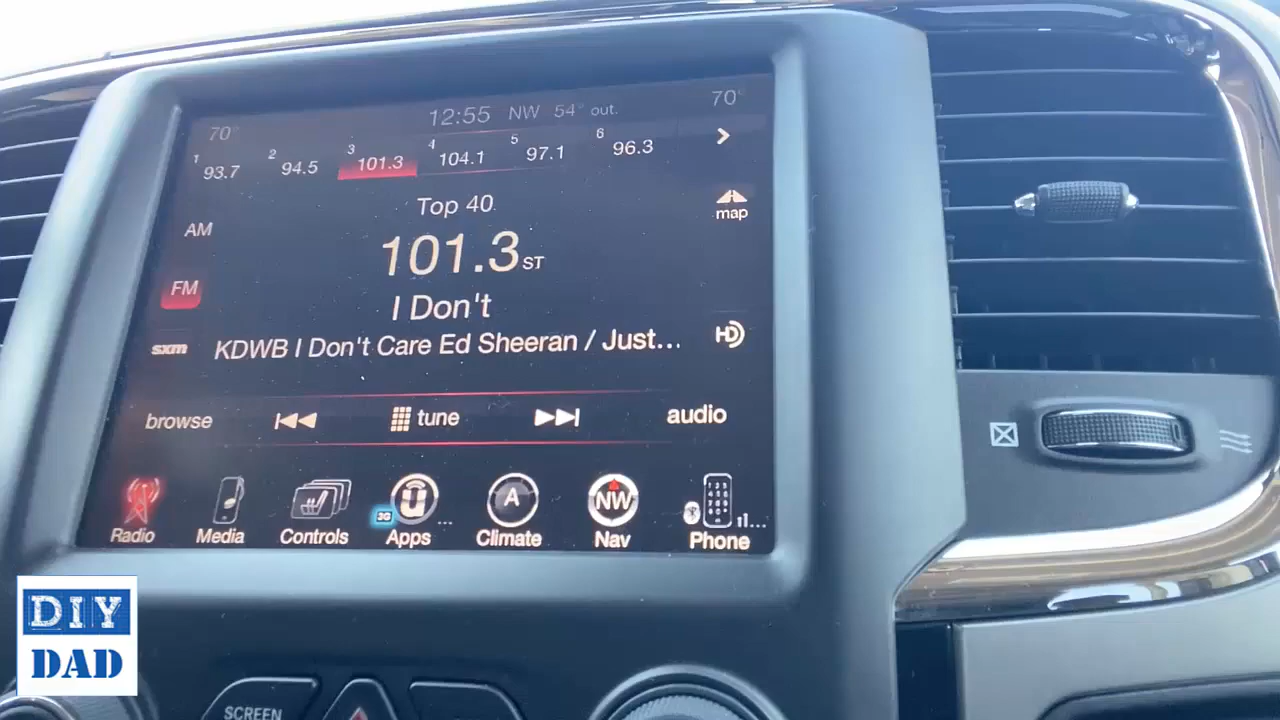 70° 12:55 NW 54° out. 70°
1 93.7 2 94.5 3 101.3 4 104.1 5 97.1 6 96.3
Top 40
map
AM
101.3 ST
FM
I Don't
sxm
KDWB I Don't Care Ed Sheeran / Just...
HD
browse tune audio
3G u ... A NW
Radio Media Controls Apps Climate Nav Phone
DIY
DAD
SCREEN